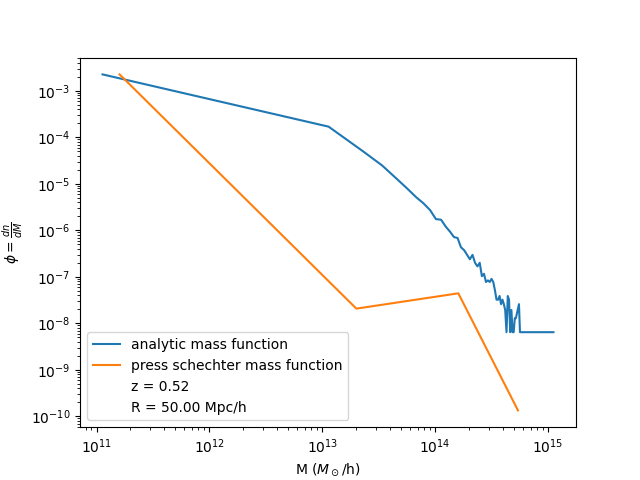 10⁻³
10⁻⁴
10⁻⁵
10⁻⁶
10⁻⁷
10⁻⁸
10⁻⁹
10⁻¹⁰
ϕ = dn/dM
analytic mass function
press schechter mass function
z = 0.52
R = 50.00 Mpc/h
10¹¹ 10¹² 10¹³ 10¹⁴ 10¹⁵
M (M⊙/h)